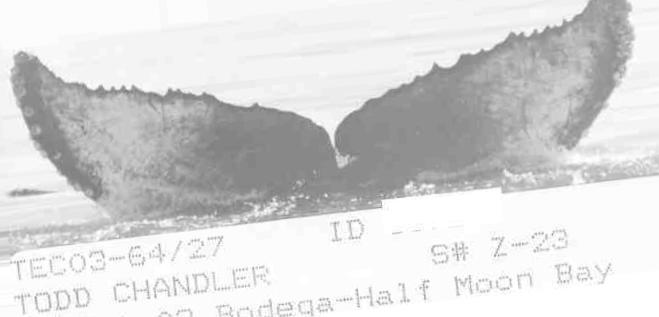 TEC03-64/27 ID
TODD CHANDLER S# Z-23
Bodega-Half Moon Bay